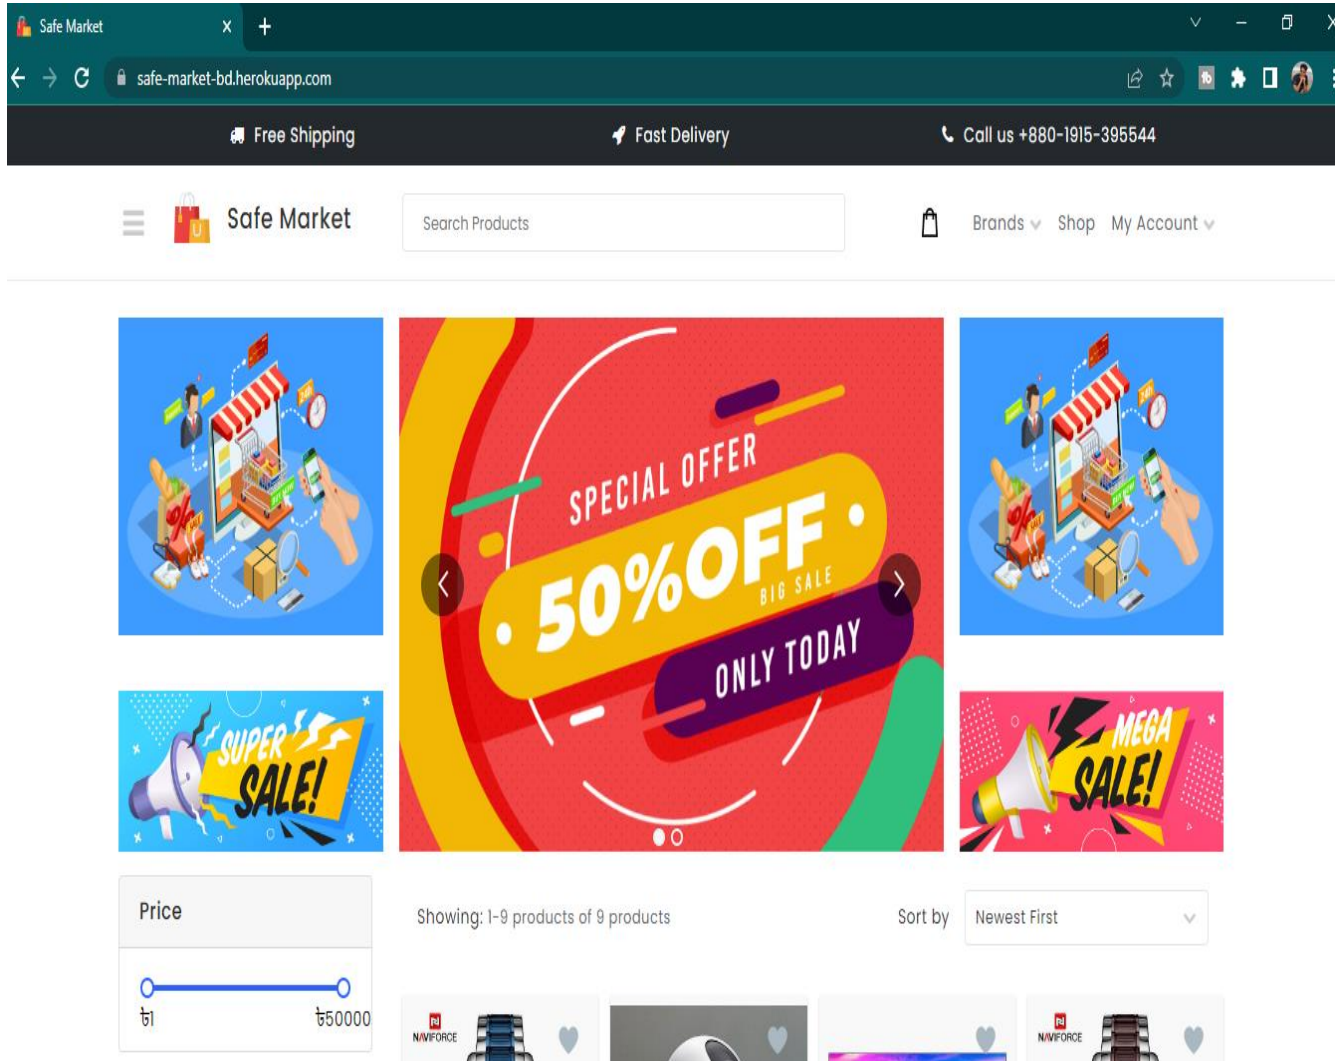 Safe Market
safe-market-bd.herokuapp.com
Free Shipping
Fast Delivery
Call us +880-1915-395544
U
Safe Market
Search Products
Brands
Shop
My Account
SPECIAL OFFER
50%OFF
BIG SALE
ONLY TODAY
SUPER
SALE!
MEGA
SALE!
Price
৳1
৳50000
Showing: 1-9 products of 9 products
Sort by
Newest First
NAVIFORCE
NAVIFORCE